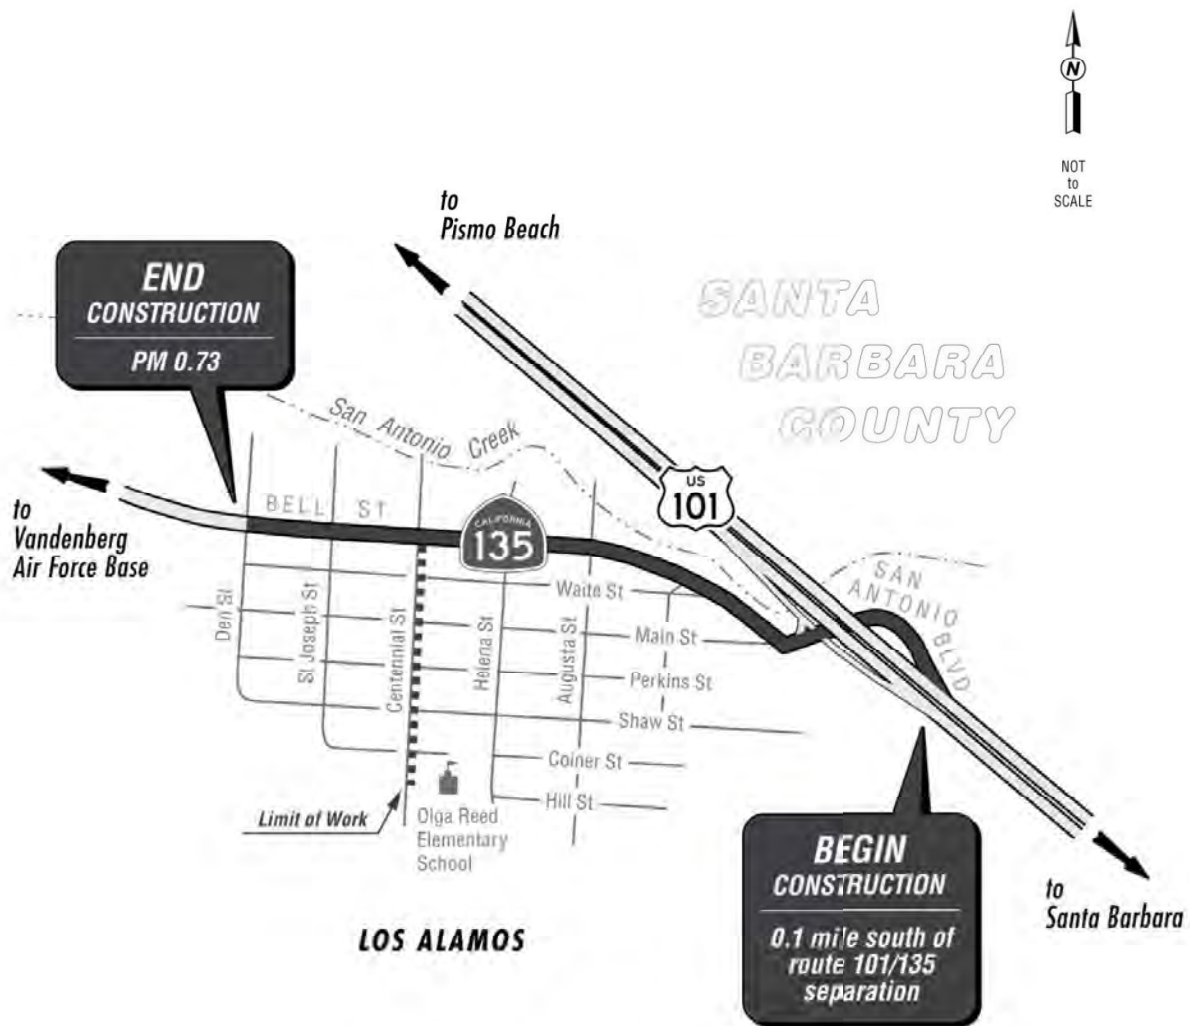 N
NOT
to
SCALE
to
Pismo Beach
SANTA
BARBARA
COUNTY
END
CONSTRUCTION
PM 0.73
San Antonio Creek
US
101
to
Vandenberg
Air Force Base
BELL ST
CALIFORNIA
135
SAN
ANTONIO
BLVD
Waite St
Den St
St Joseph St
Centennial St
Helena St
Augusta St
Main St
Perkins St
Shaw St
Coiner St
Hill St
Limit of Work
Olga Reed
Elementary
School
BEGIN
CONSTRUCTION
0.1 mile south of
route 101/135
separation
to
Santa Barbara
LOS ALAMOS